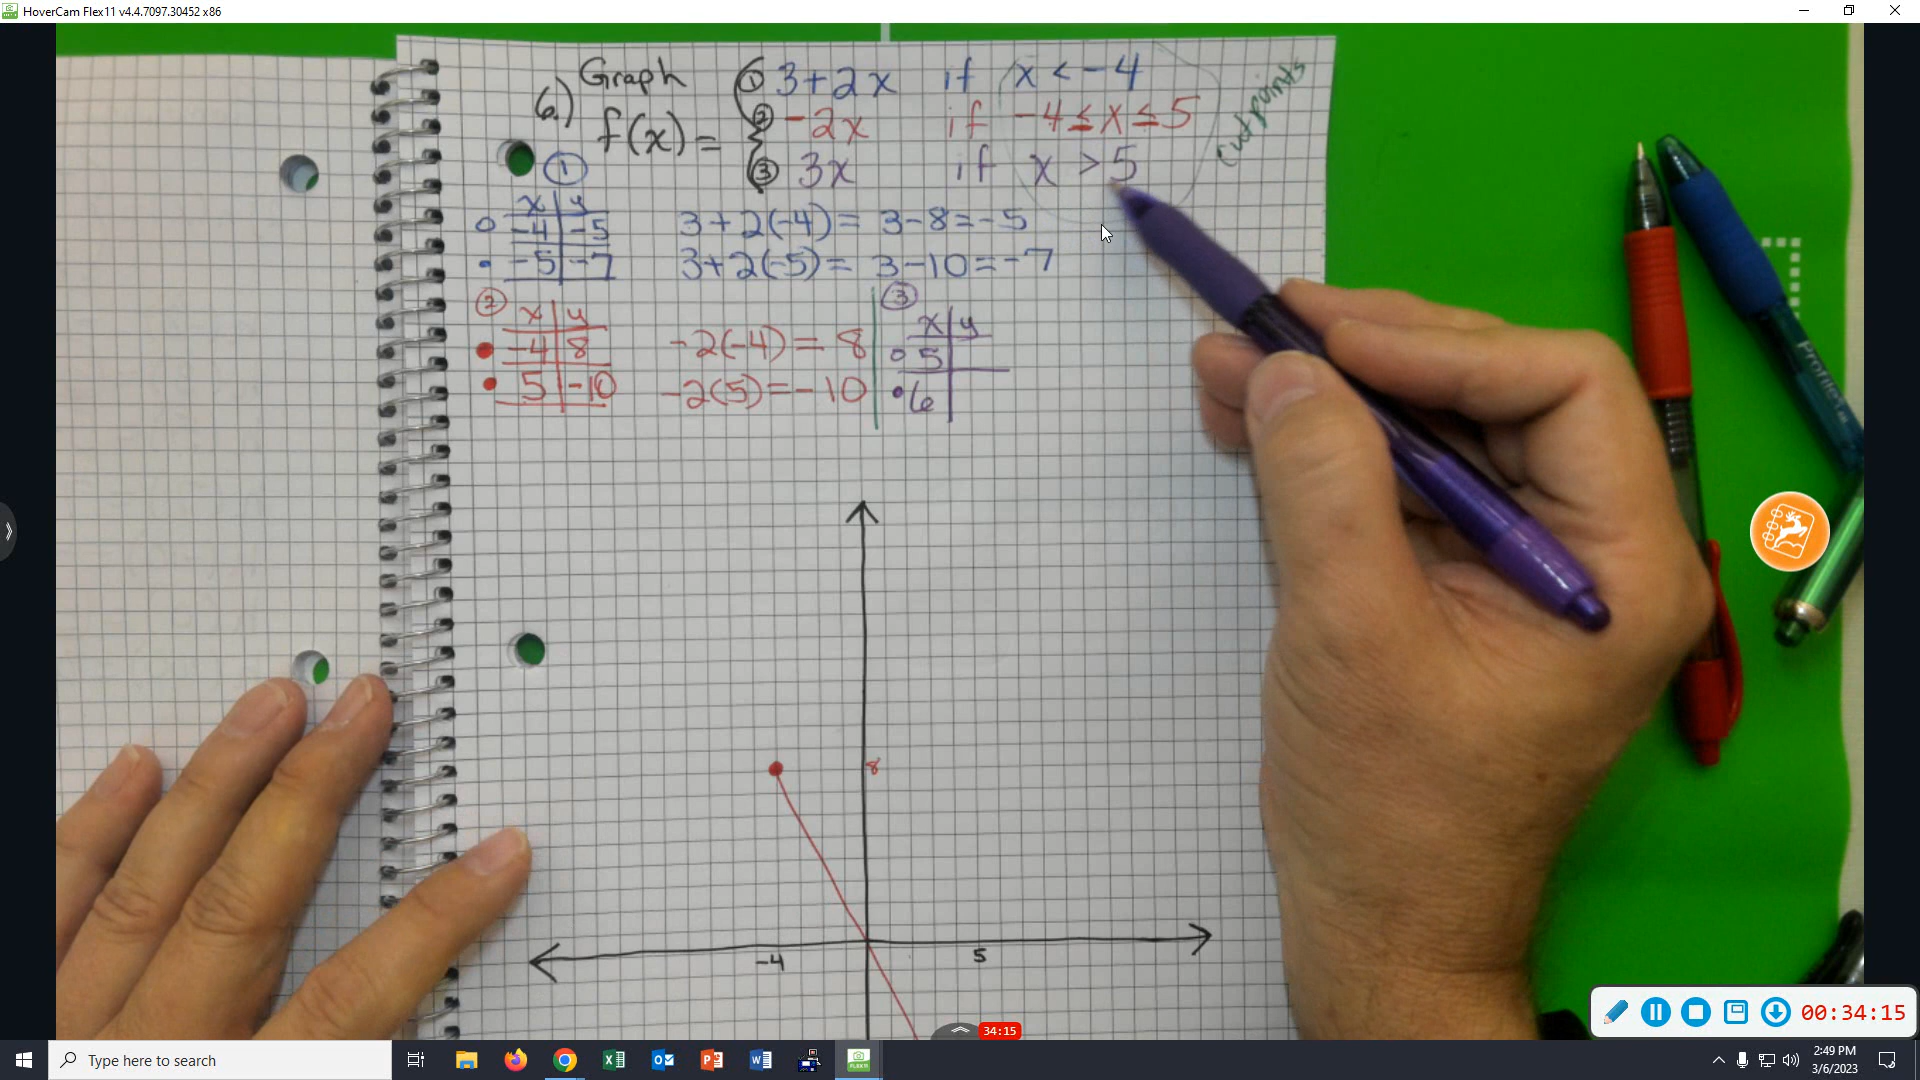 HoverCam Flex11 v4.4.7097.30452 x86
6.) Graph
f(x) =
① 3+2x if x < -4
② -2x if -4 ≤ x ≤ 5
③ 3x if x > 5
Cutpoints
①
x y
-4 -5
-5 -7
3+2(-4) = 3-8=-5
3+2(-5) = 3-10=-7
②
x y
-4 8
5 -10
-2(-4) = 8
-2(5)=-10
③
x y
5
6
8
-4 5
34:15
00:34:15
Type here to search
2:49 PM
3/6/2023